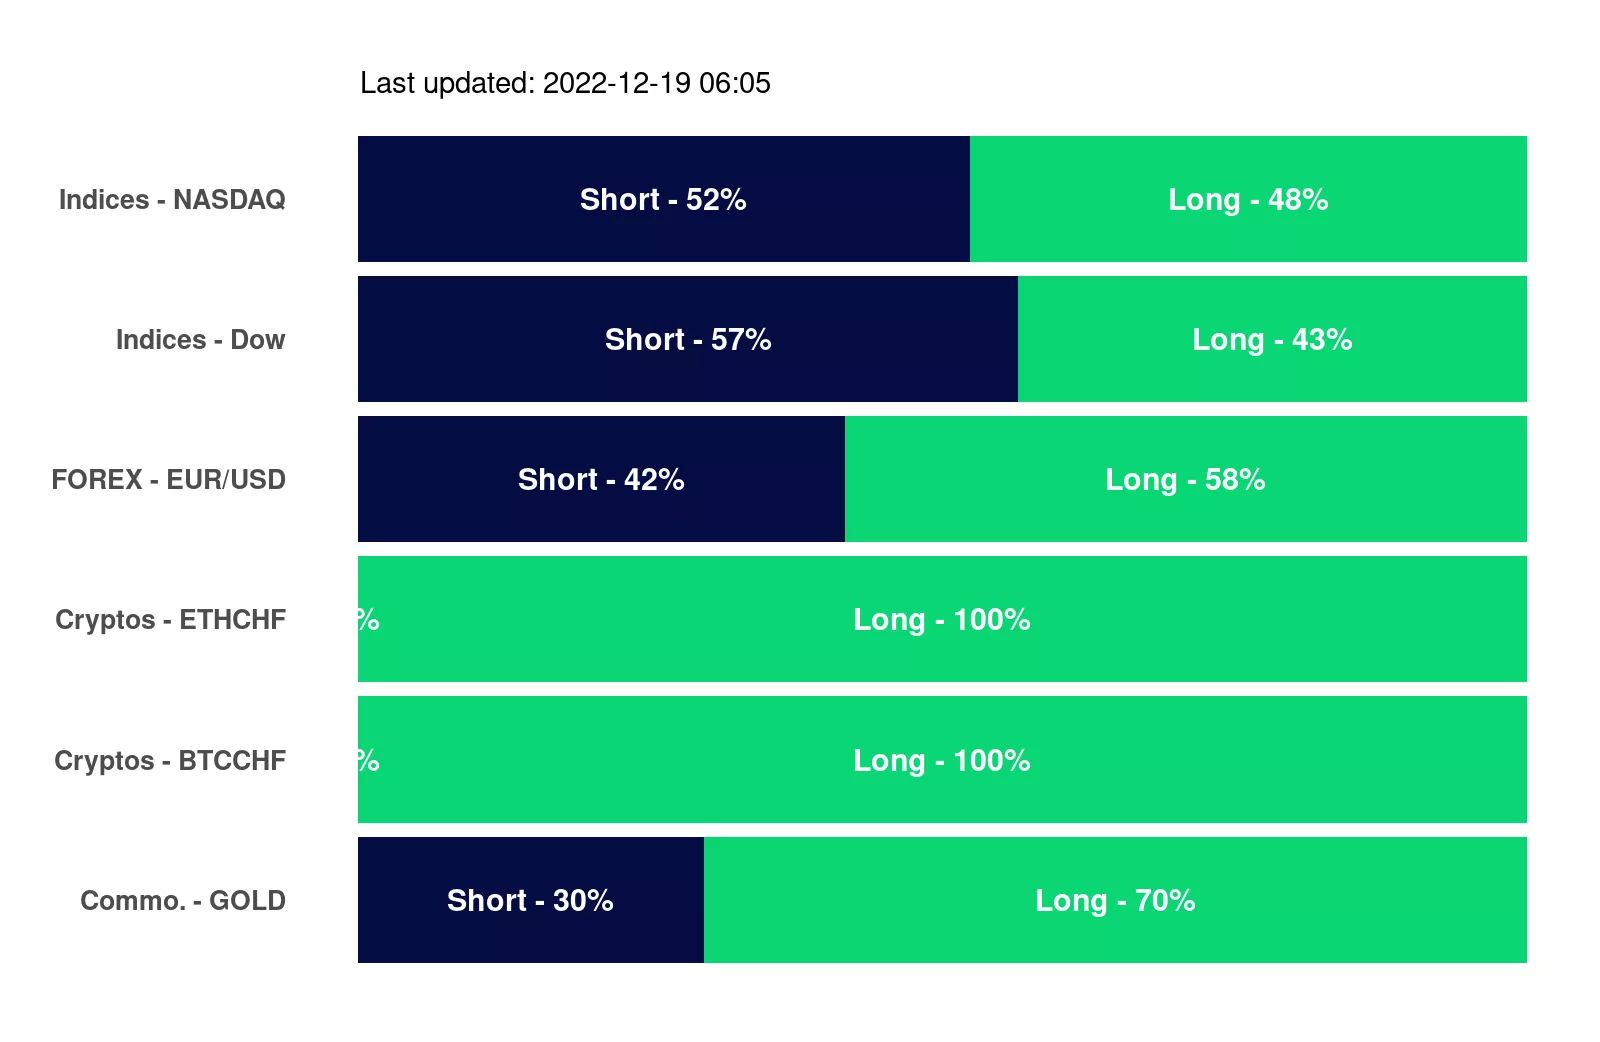 Last updated: 2022-12-19 06:05
Indices - NASDAQ Short - 52% Long - 48%
Indices - Dow Short - 57% Long - 43%
FOREX - EUR/USD Short - 42% Long - 58%
Cryptos - ETHCHF % Long - 100%
Cryptos - BTCCHF % Long - 100%
Commo. - GOLD Short - 30% Long - 70%